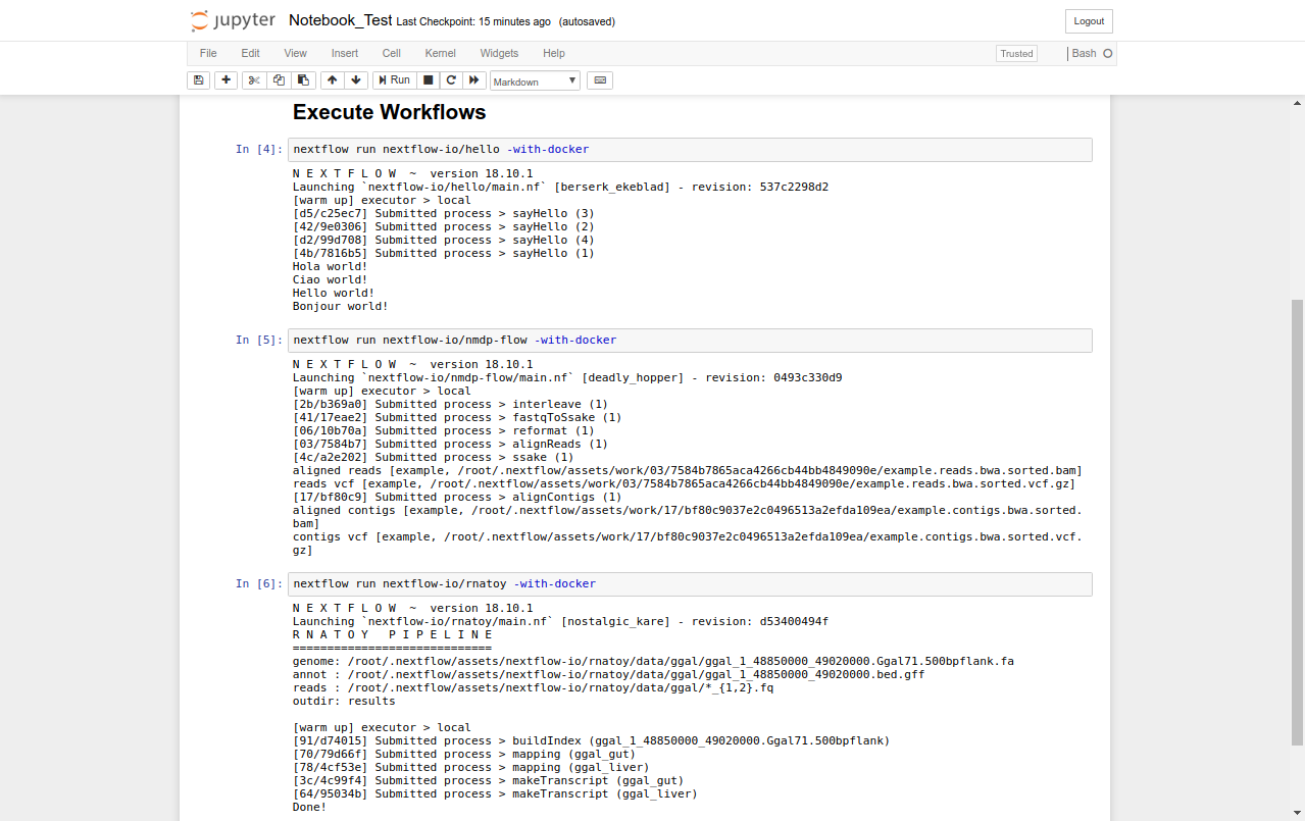 jupyter Notebook_Test Last Checkpoint: 15 minutes ago (autosaved)
Logout
File Edit View Insert Cell Kernel Widgets Help
Trusted
Bash
Run
Markdown
Execute Workflows
In [4]: nextflow run nextflow-io/hello -with-docker
N E X T F L O W ~ version 18.10.1
Launching `nextflow-io/hello/main.nf` [berserk_ekeblad] - revision: 537c2298d2
[warm up] executor > local
[d5/c25ec7] Submitted process > sayHello (3)
[42/9e0306] Submitted process > sayHello (2)
[d2/99d708] Submitted process > sayHello (4)
[4b/7816b5] Submitted process > sayHello (1)
Hola world!
Ciao world!
Hello world!
Bonjour world!
In [5]: nextflow run nextflow-io/nmdp-flow -with-docker
N E X T F L O W ~ version 18.10.1
Launching `nextflow-io/nmdp-flow/main.nf` [deadly_hopper] - revision: 0493c330d9
[warm up] executor > local
[2b/b369a0] Submitted process > interleave (1)
[41/17eae2] Submitted process > fastqToSsake (1)
[06/10b70a] Submitted process > reformat (1)
[03/7584b7] Submitted process > alignReads (1)
[4c/a2e202] Submitted process > ssake (1)
aligned reads [example, /root/.nextflow/assets/work/03/7584b7865aca4266cb44bb4849090e/example.reads.bwa.sorted.bam]
reads vcf [example, /root/.nextflow/assets/work/03/7584b7865aca4266cb44bb4849090e/example.reads.bwa.sorted.vcf.gz]
[17/bf80c9] Submitted process > alignContigs (1)
aligned contigs [example, /root/.nextflow/assets/work/17/bf80c9037e2c0496513a2efda109ea/example.contigs.bwa.sorted.
bam]
contigs vcf [example, /root/.nextflow/assets/work/17/bf80c9037e2c0496513a2efda109ea/example.contigs.bwa.sorted.vcf.
gz]
In [6]: nextflow run nextflow-io/rnatoy -with-docker
N E X T F L O W ~ version 18.10.1
Launching `nextflow-io/rnatoy/main.nf` [nostalgic_kare] - revision: d53400494f
R N A T O Y   P I P E L I N E
=============================
genome: /root/.nextflow/assets/nextflow-io/rnatoy/data/ggal/ggal_1_48850000_49020000.Ggal71.500bpflank.fa
annot : /root/.nextflow/assets/nextflow-io/rnatoy/data/ggal/ggal_1_48850000_49020000.bed.gff
reads : /root/.nextflow/assets/nextflow-io/rnatoy/data/ggal/*_{1,2}.fq
outdir: results
[warm up] executor > local
[91/d74015] Submitted process > buildIndex (ggal_1_48850000_49020000.Ggal71.500bpflank)
[70/79d66f] Submitted process > mapping (ggal_gut)
[78/4cf53e] Submitted process > mapping (ggal_liver)
[3c/4c99f4] Submitted process > makeTranscript (ggal_gut)
[64/95034b] Submitted process > makeTranscript (ggal_liver)
Done!